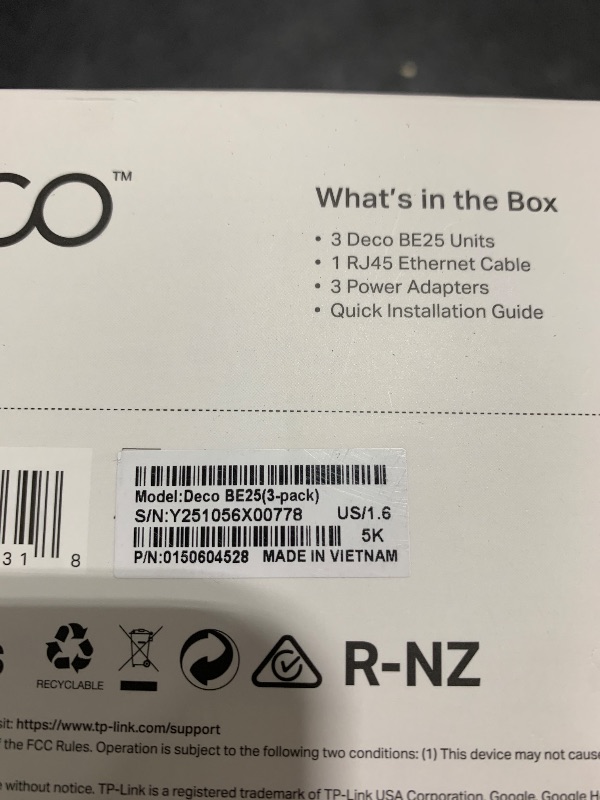 CO™
What's in the Box
• 3 Deco BE25 Units
• 1 RJ45 Ethernet Cable
• 3 Power Adapters
• Quick Installation Guide
Model:Deco BE25(3-pack)
S/N:Y251056X00778 US/1.6
5K
P/N:0150604528 MADE IN VIETNAM
31 8
RECYCLABLE
R-NZ
sit: https://www.tp-link.com/support
the FCC Rules. Operation is subject to the following two conditions: (1) This device may not cause
without notice. TP-Link is a registered trademark of TP-Link USA Corporation. Google, Google H